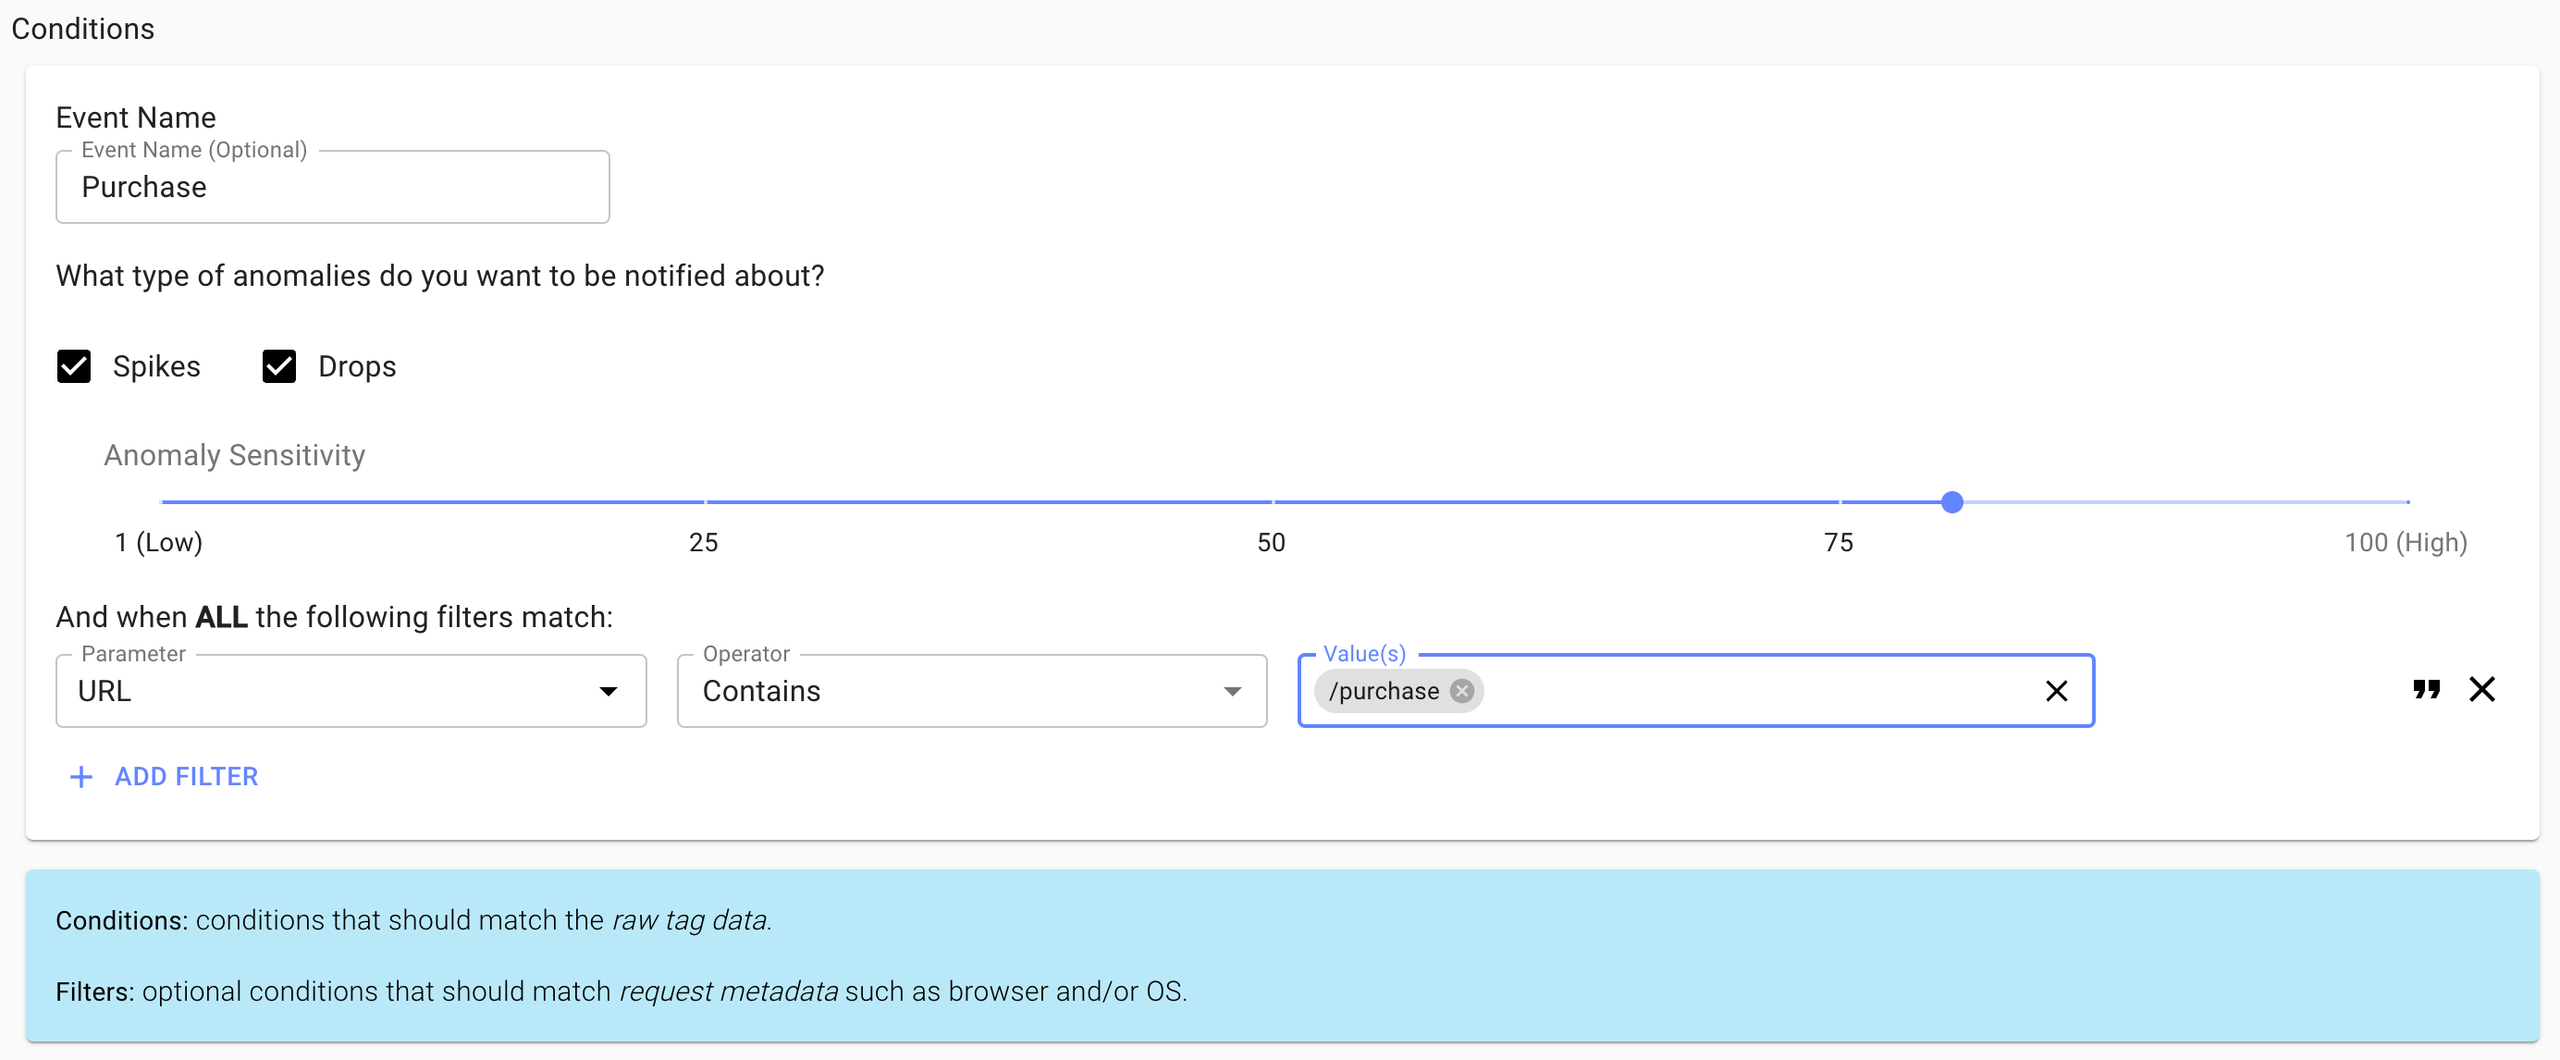 Conditions
Event Name
Event Name (Optional)
Purchase
What type of anomalies do you want to be notified about?
Spikes Drops
Anomaly Sensitivity
1 (Low) 25 50 75 100 (High)
And when ALL the following filters match:
Parameter Operator Value(s)
URL Contains /purchase
ADD FILTER
Conditions: conditions that should match the raw tag data.
Filters: optional conditions that should match request metadata such as browser and/or OS.